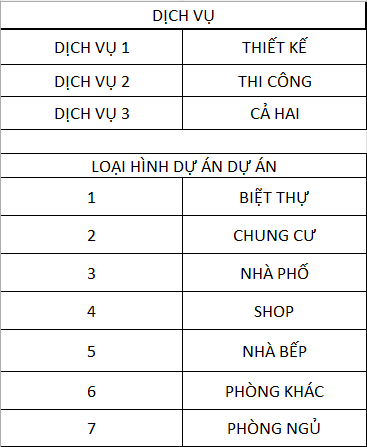 DỊCH VỤ
DỊCH VỤ 1 THIẾT KẾ
DỊCH VỤ 2 THI CÔNG
DỊCH VỤ 3 CẢ HAI
LOẠI HÌNH DỰ ÁN DỰ ÁN
1 BIỆT THỰ
2 CHUNG CƯ
3 NHÀ PHỐ
4 SHOP
5 NHÀ BẾP
6 PHÒNG KHÁC
7 PHÒNG NGỦ